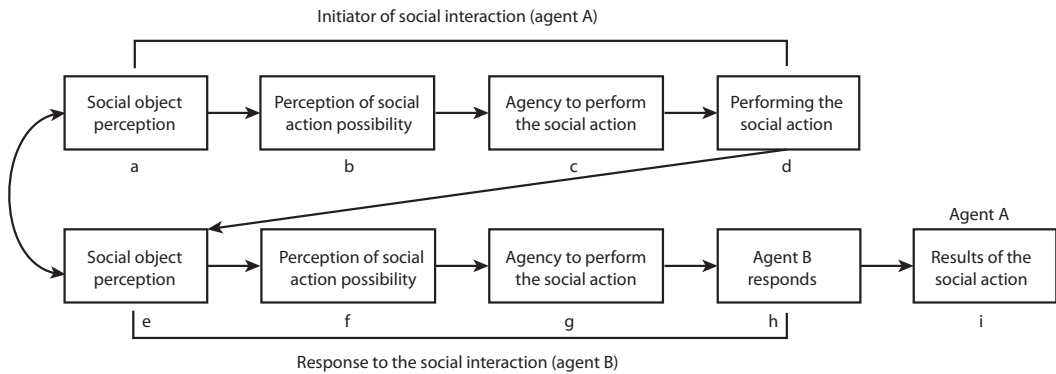 Initiator of social interaction (agent A)
Social object
perception
Perception of social
action possibility
Agency to perform
the social action
Performing the
social action
a
b
c
d
Agent A
Social object
perception
Perception of social
action possibility
Agency to perform
the social action
Agent B
responds
Results of the
social action
e
f
g
h
i
Response to the social interaction (agent B)